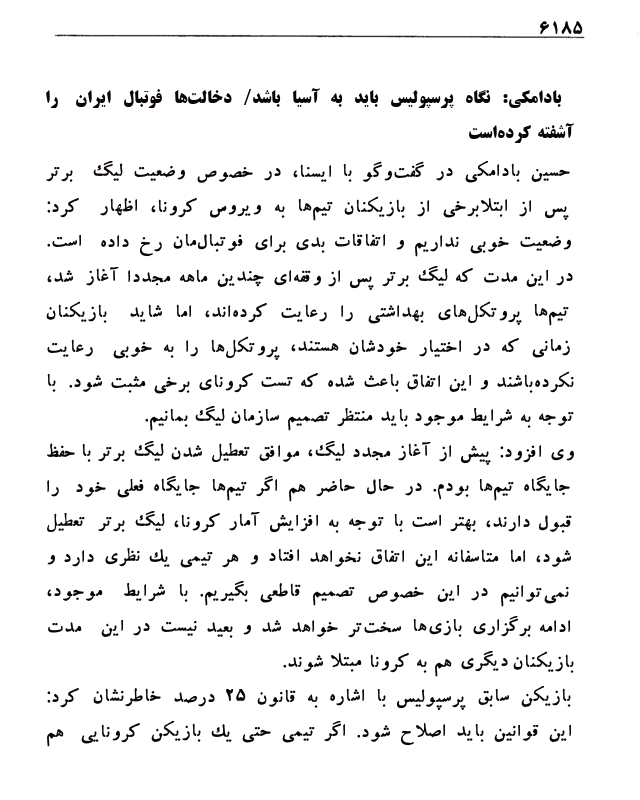 ۶۱۸۵
بادامکی: نگاه پرسپولیس باید به آسیا باشد/ دخالت‌ها فوتبال ایران را
آشفته کرده‌است
حسین بادامکی در گفت‌وگو با ایسنا، در خصوص وضعیت لیگ برتر
پس از ابتلابرخی از بازیکنان تیم‌ها به ویروس کرونا، اظهار کرد:
وضعیت خوبی نداریم و اتفاقات بدی برای فوتبال‌مان رخ داده است.
در این مدت که لیگ برتر پس از وقفه‌ای چندین ماهه مجددا آغاز شد،
تیم‌ها پروتکل‌های بهداشتی را رعایت کرده‌اند، اما شاید بازیکنان
زمانی که در اختیار خودشان هستند، پروتکل‌ها را به خوبی رعایت
نکرده‌باشند و این اتفاق باعث شده که تست کرونای برخی مثبت شود. با
توجه به شرایط موجود باید منتظر تصمیم سازمان لیگ بمانیم.
وی افزود: پیش از آغاز مجدد لیگ، موافق تعطیل شدن لیگ برتر با حفظ
جایگاه تیم‌ها بودم. در حال حاضر هم اگر تیم‌ها جایگاه فعلی خود را
قبول دارند، بهتر است با توجه به افزایش آمار کرونا، لیگ برتر تعطیل
شود، اما متاسفانه این اتفاق نخواهد افتاد و هر تیمی یك نظری دارد و
نمی‌توانیم در این خصوص تصمیم قاطعی بگیریم. با شرایط موجود،
ادامه برگزاری بازی‌ها سخت‌تر خواهد شد و بعید نیست در این مدت
بازیکنان دیگری هم به کرونا مبتلا شوند.
بازیکن سابق پرسپولیس با اشاره به قانون ۲۵ درصد خاطرنشان کرد:
این قوانین باید اصلاح شود. اگر تیمی حتی یك بازیکن کرونایی هم